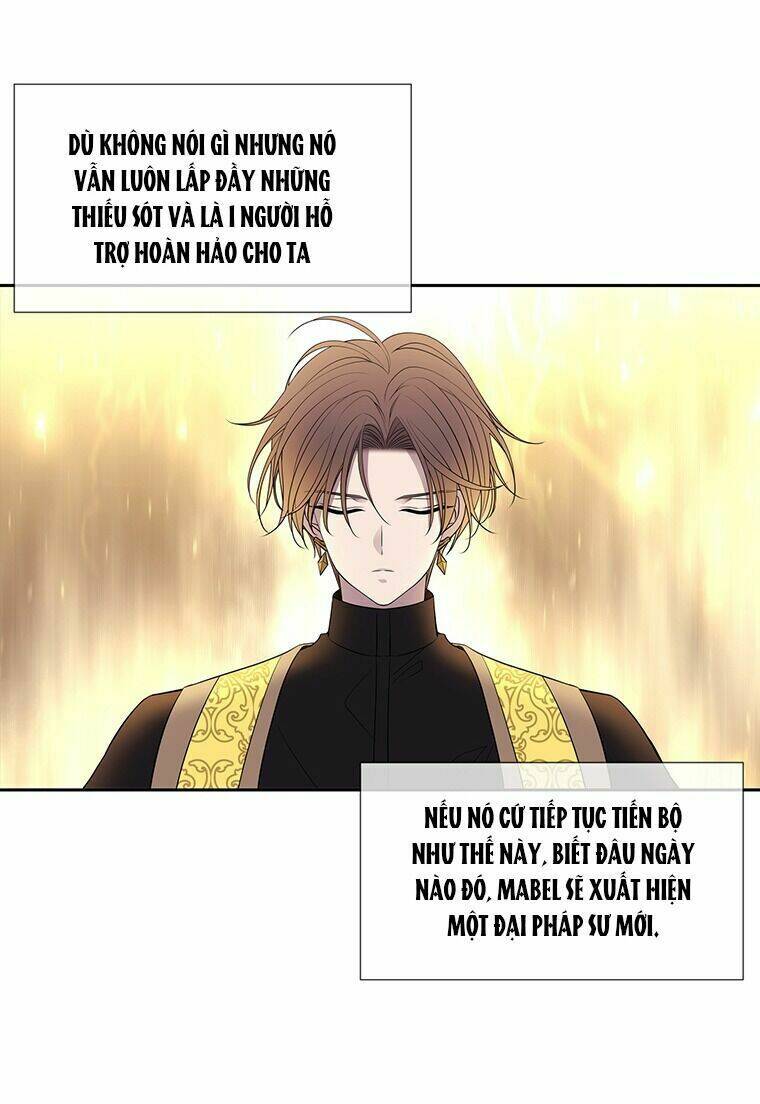 DÙ KHÔNG NÓI GÌ NHƯNG NÓ
VẪN LUÔN LẤP ĐẦY NHỮNG
THIẾU SÓT VÀ LÀ 1 NGƯỜI HỖ
TRỢ HOÀN HẢO CHO TA
NẾU NÓ CỨ TIẾP TỤC TIẾN BỘ
NHƯ THẾ NÀY, BIẾT ĐÂU NGÀY
NÀO ĐÓ, MABEL SẼ XUẤT HIỆN
MỘT ĐẠI PHÁP SƯ MỚI.